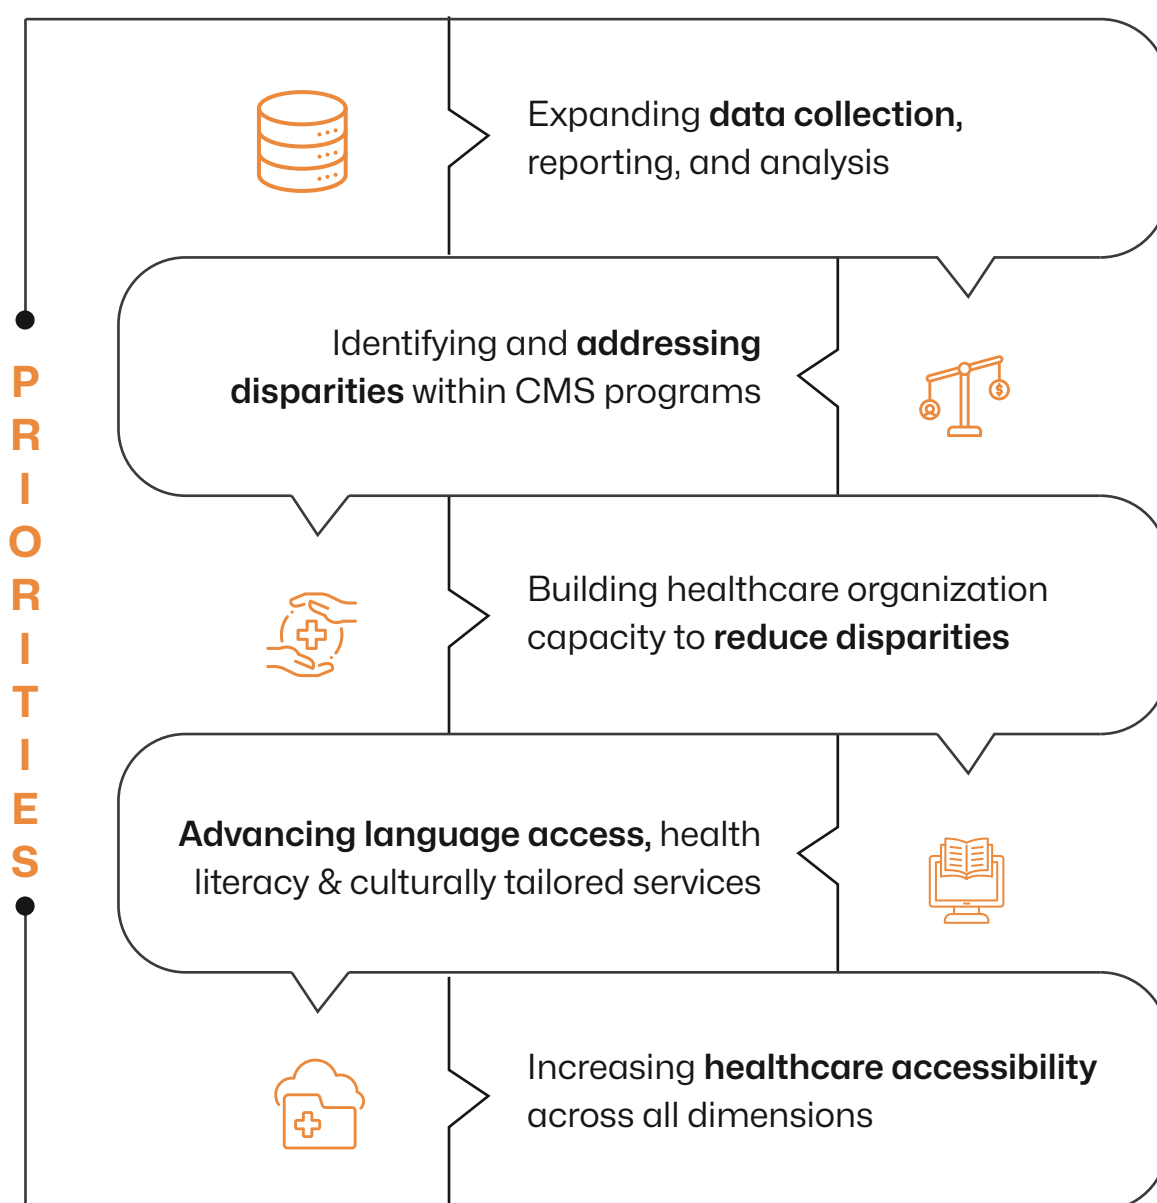 PRIORITIES
Expanding data collection,
reporting, and analysis
Identifying and addressing
disparities within CMS programs
Building healthcare organization
capacity to reduce disparities
Advancing language access, health
literacy & culturally tailored services
Increasing healthcare accessibility
across all dimensions
$